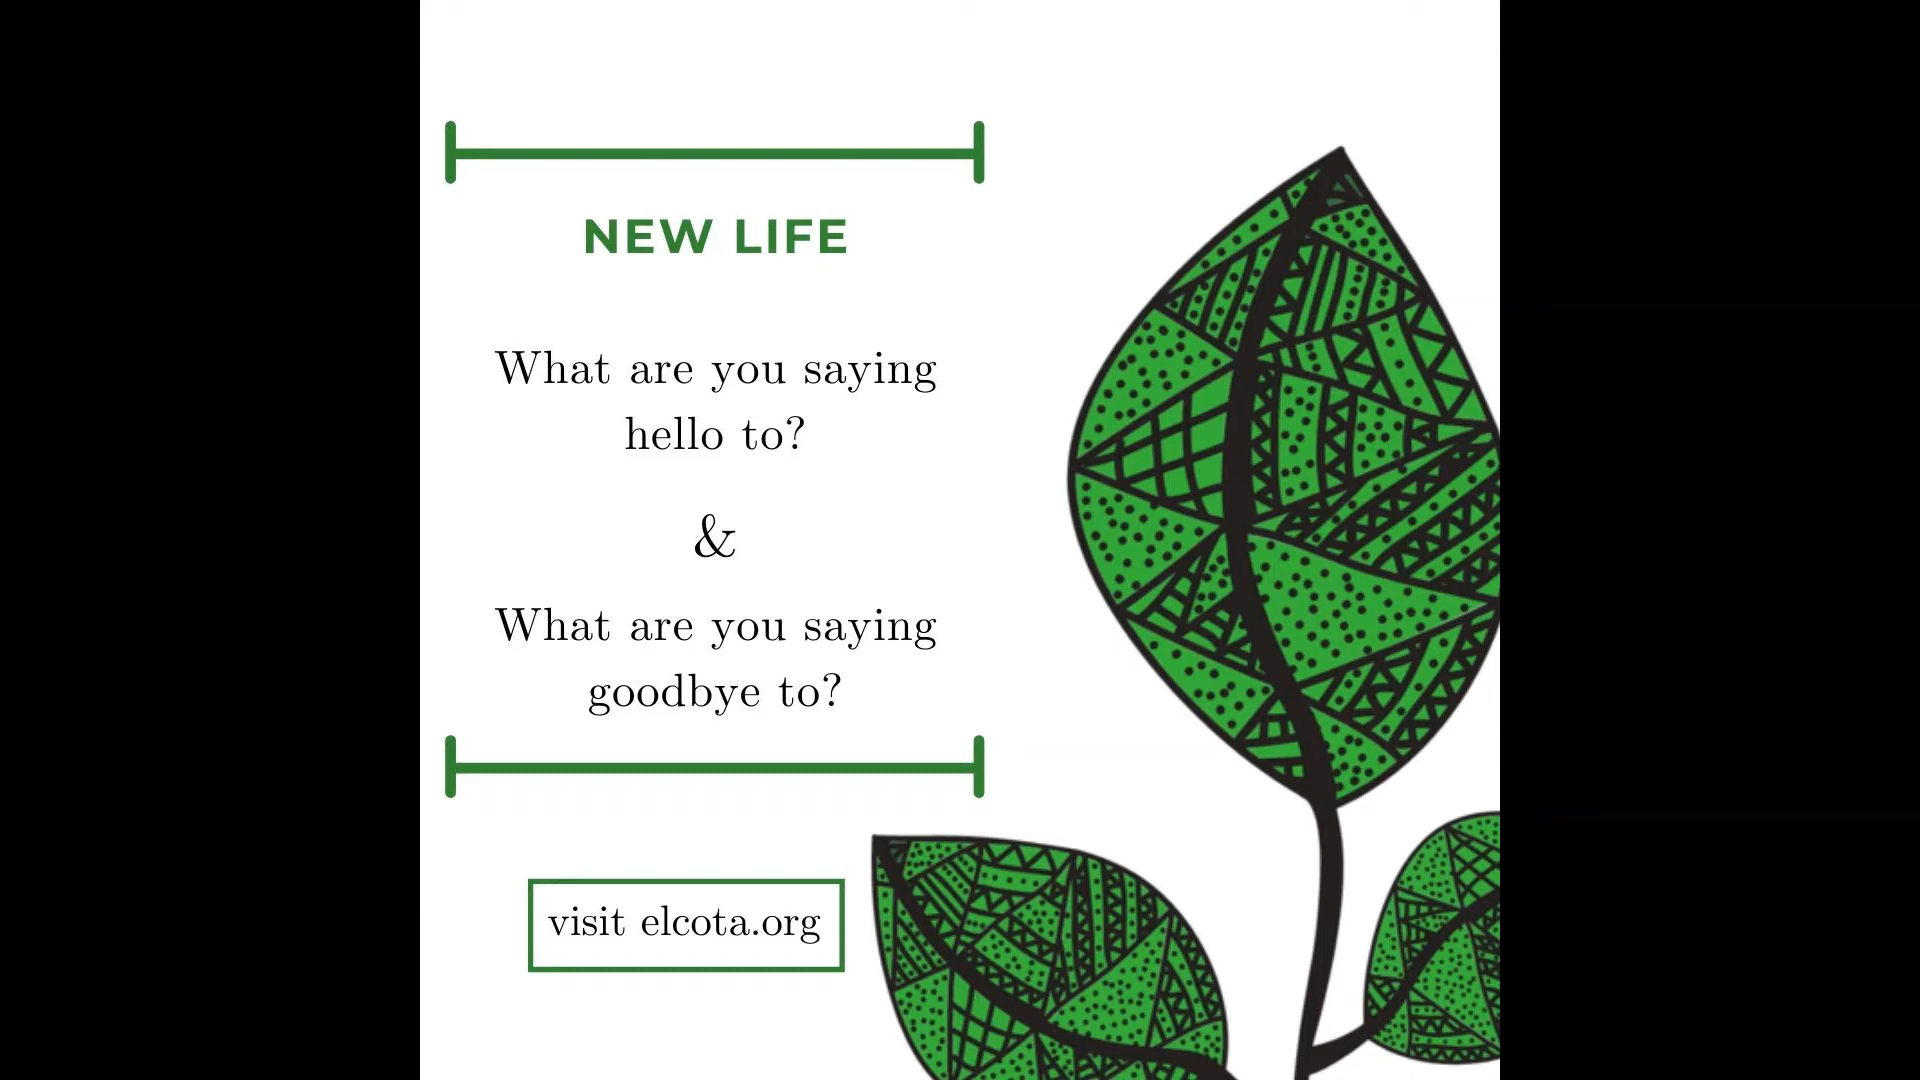 NEW LIFE
What are you saying
hello to?
&
What are you saying
goodbye to?
visit elcota.org